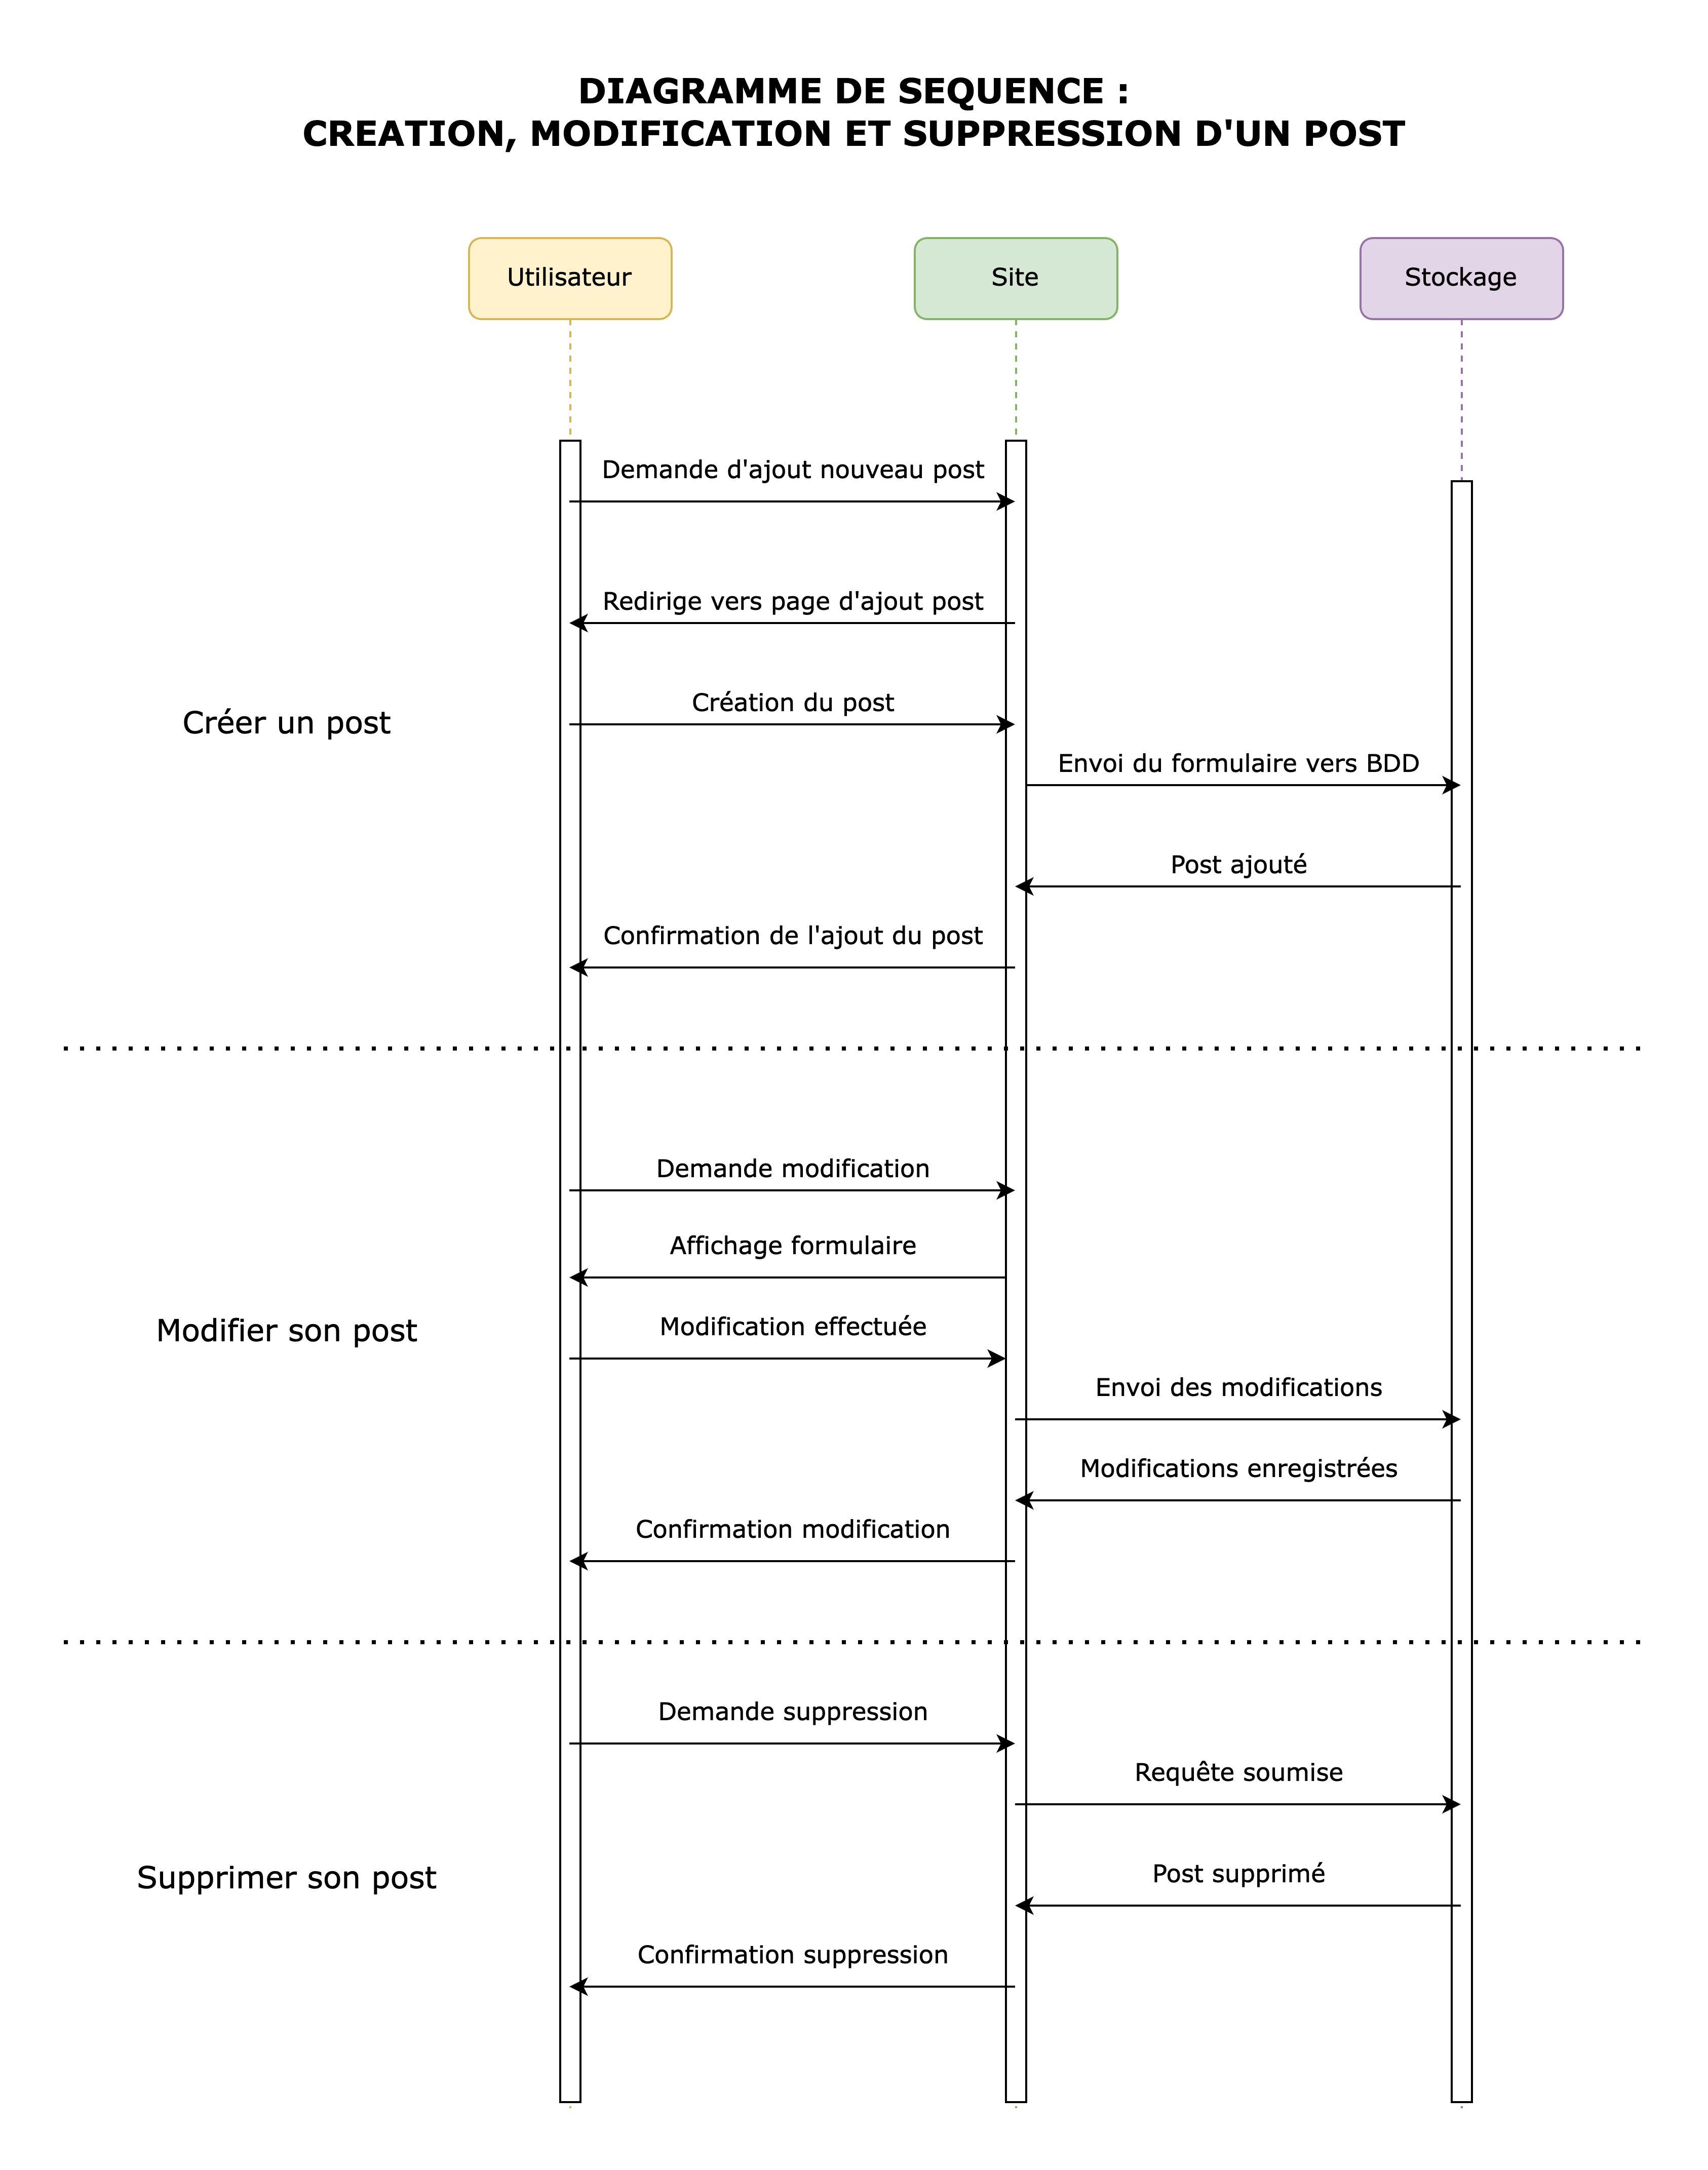 DIAGRAMME DE SEQUENCE :
CREATION, MODIFICATION ET SUPPRESSION D'UN POST
Utilisateur
Site
Stockage
Demande d'ajout nouveau post
Redirige vers page d'ajout post
Création du post
Créer un post
Envoi du formulaire vers BDD
Post ajouté
Confirmation de l'ajout du post
Demande modification
Affichage formulaire
Modification effectuée
Modifier son post
Envoi des modifications
Modifications enregistrées
Confirmation modification
Demande suppression
Requête soumise
Post supprimé
Supprimer son post
Confirmation suppression